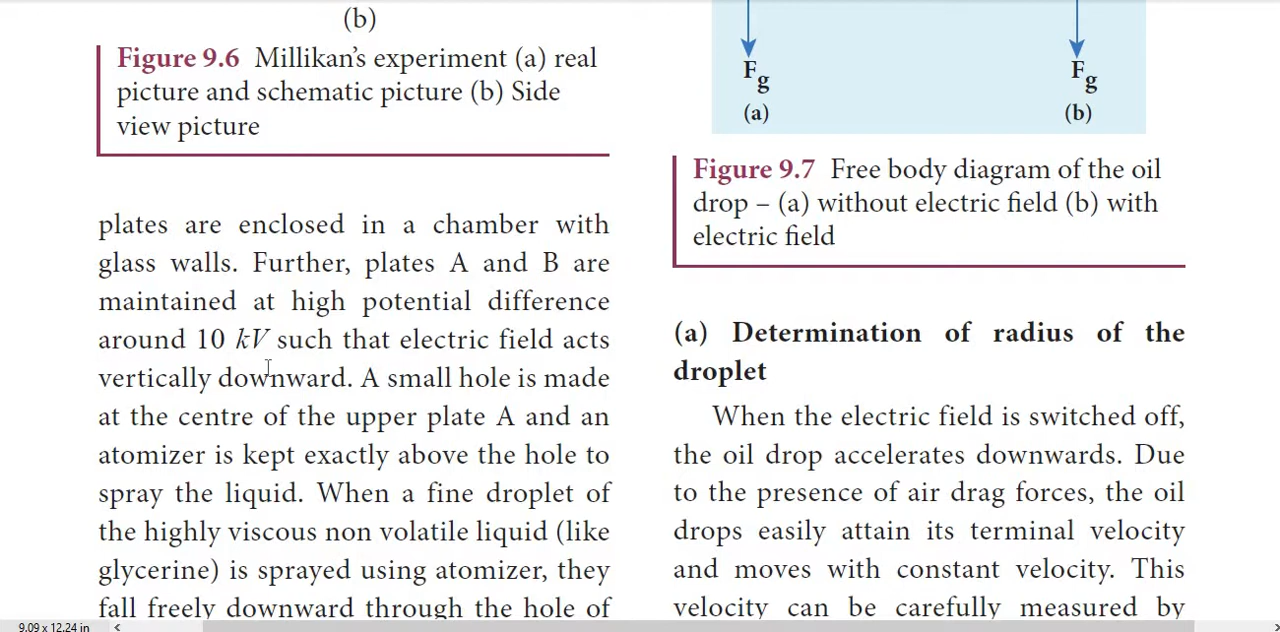 (b)
Figure 9.6 Millikan's experiment (a) real
picture and schematic picture (b) Side
view picture
plates are enclosed in a chamber with
glass walls. Further, plates A and B are
maintained at high potential difference
around 10 kV such that electric field acts
vertically downward. A small hole is made
at the centre of the upper plate A and an
atomizer is kept exactly above the hole to
spray the liquid. When a fine droplet of
the highly viscous non volatile liquid (like
glycerine) is sprayed using atomizer, they
fall freely downward through the hole of
Fg Fg
(a) (b)
Figure 9.7 Free body diagram of the oil
drop – (a) without electric field (b) with
electric field
(a) Determination of radius of the
droplet
When the electric field is switched off,
the oil drop accelerates downwards. Due
to the presence of air drag forces, the oil
drops easily attain its terminal velocity
and moves with constant velocity. This
velocity can be carefully measured by
9.09 x 12.24 in